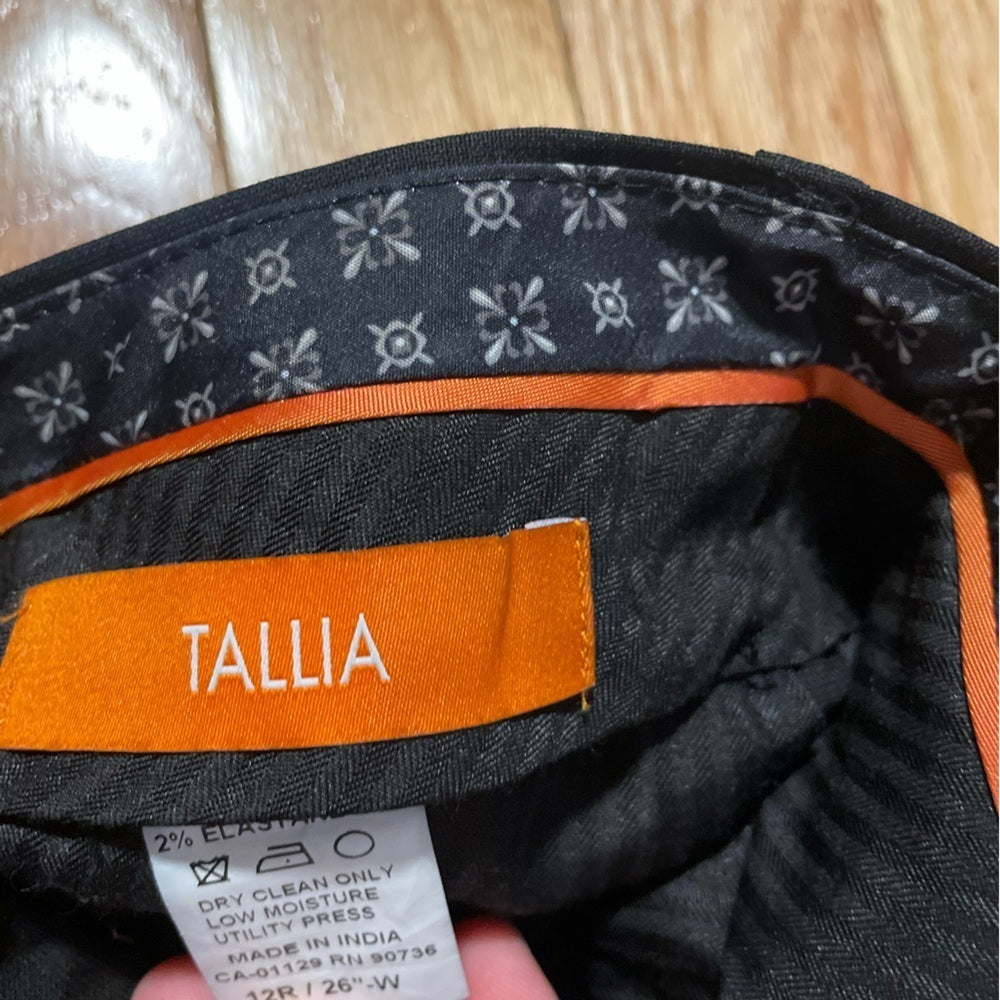 TALLIA
2% ELASTANE
DRY CLEAN ONLY
LOW MOISTURE
UTILITY PRESS
MADE IN INDIA
CA-01129 RN 90736
12R / 26"-W